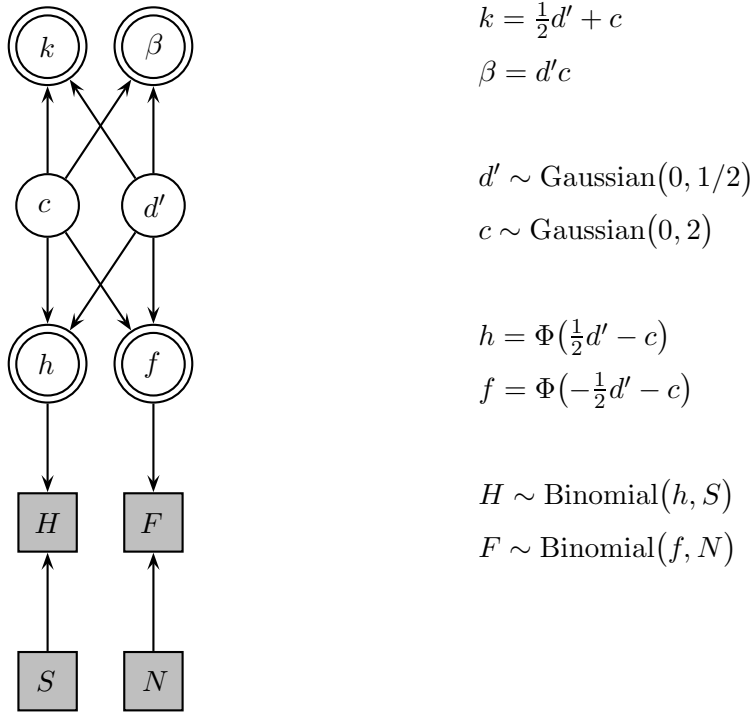 k β
c d′
h f
H F
S N
k = ½d′ + c
β = d′c
d′ ∼ Gaussian(0, 1/2)
c ∼ Gaussian(0, 2)
h = Φ(½d′ − c)
f = Φ(−½d′ − c)
H ∼ Binomial(h, S)
F ∼ Binomial(f, N)